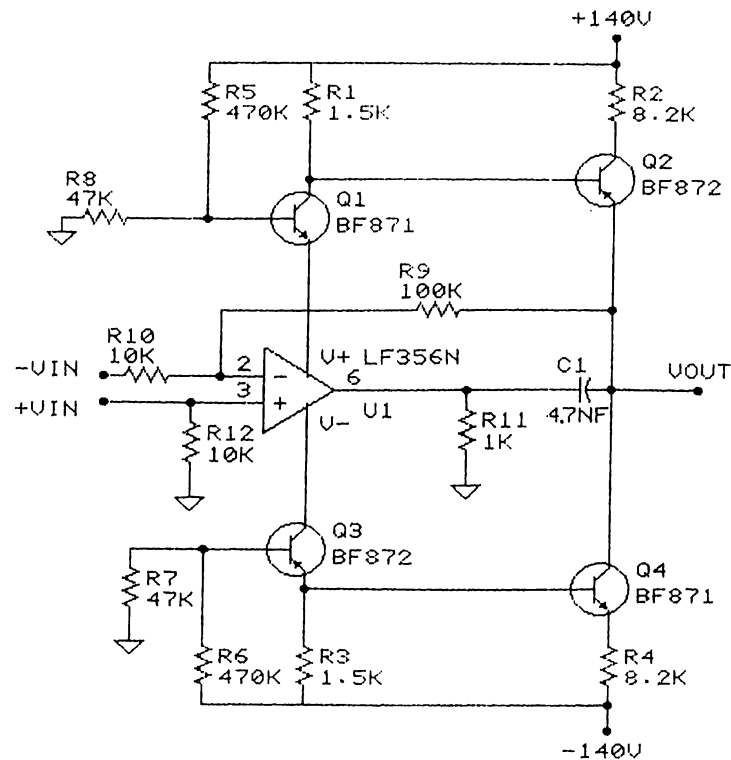 +140V
R5
470K
R1
1.5K
R2
8.2K
Q2
BF872
R8
47K
Q1
BF871
R9
100K
R10
10K
-VIN
+VIN
2
3
-
+
V+
LF356N
6
V-
U1
C1
4.7NF
VOUT
R12
10K
R11
1K
Q3
BF872
Q4
BF871
R7
47K
R6
470K
R3
1.5K
R4
8.2K
-140V